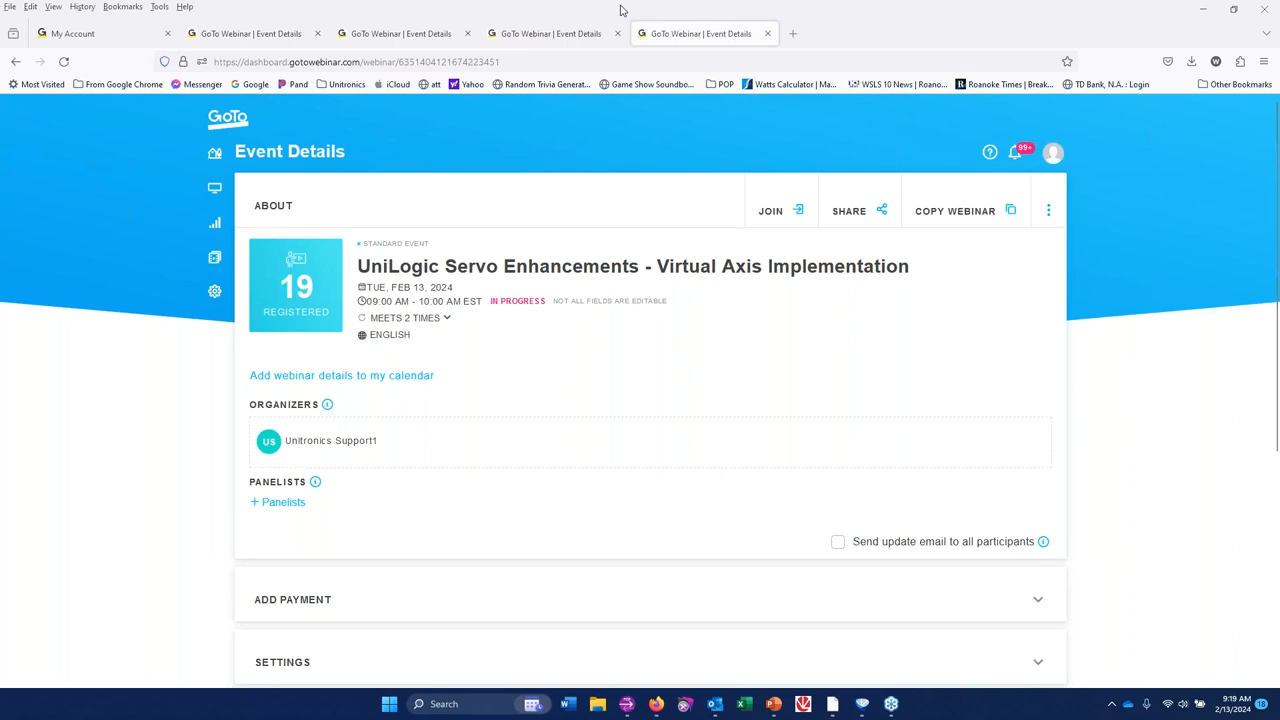 File Edit View History Bookmarks Tools Help
My Account GoTo Webinar | Event Details GoTo Webinar | Event Details GoTo Webinar | Event Details GoTo Webinar | Event Details
https://dashboard.gotowebinar.com/webinar/6351404121674223451
Most Visited From Google Chrome Messenger Google Pand Unitronics iCloud att Yahoo Random Trivia Generat... Game Show Soundbo... POP Watts Calculator | Ma... WSLS 10 News | Roano... Roanoke Times | Break... TD Bank, N.A. : Login Other Bookmarks
GoTo
Event Details
99+
ABOUT
JOIN SHARE COPY WEBINAR
STANDARD EVENT
19
REGISTERED
UniLogic Servo Enhancements - Virtual Axis Implementation
TUE, FEB 13, 2024
09:00 AM - 10:00 AM EST IN PROGRESS NOT ALL FIELDS ARE EDITABLE
MEETS 2 TIMES
ENGLISH
Add webinar details to my calendar
ORGANIZERS
US Unitronics Support1
PANELISTS
+ Panelists
Send update email to all participants
ADD PAYMENT
SETTINGS
Search
9:19 AM
2/13/2024